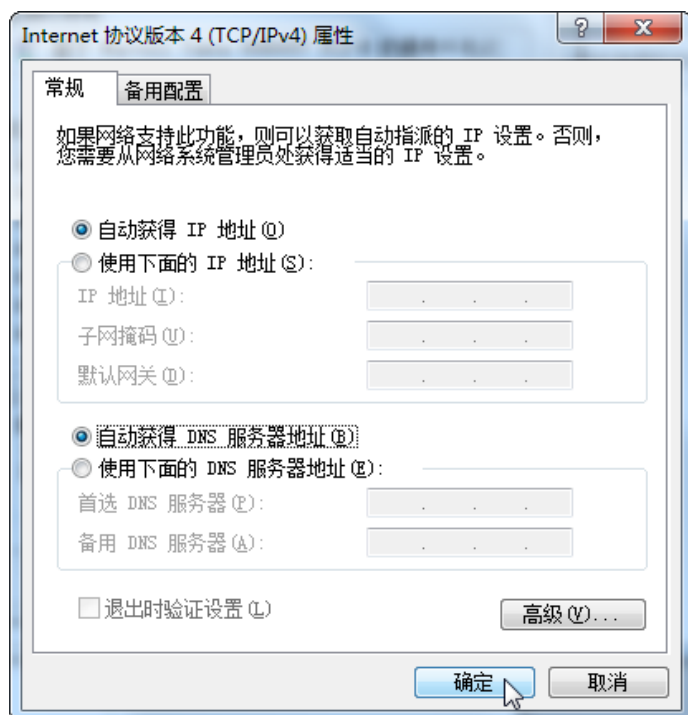 Internet 协议版本 4 (TCP/IPv4) 属性
常规 备用配置
如果网络支持此功能，则可以获取自动指派的 IP 设置。否则，
您需要从网络系统管理员处获得适当的 IP 设置。
自动获得 IP 地址(O)
使用下面的 IP 地址(S):
IP 地址(I):
子网掩码(U):
默认网关(D):
自动获得 DNS 服务器地址(B)
使用下面的 DNS 服务器地址(E):
首选 DNS 服务器(P):
备用 DNS 服务器(A):
退出时验证设置(L)
高级(V)...
确定 取消